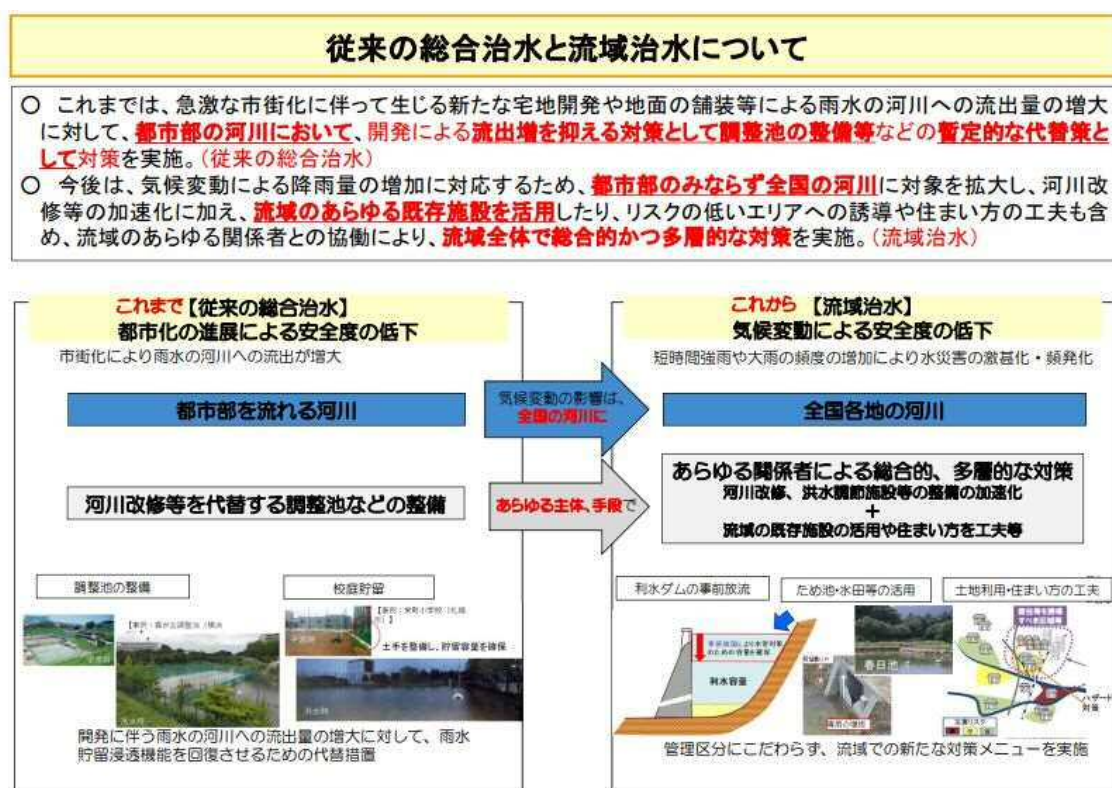 従来の総合治水と流域治水について
○ これまでは、急激な市街化に伴って生じる新たな宅地開発や地面の舗装等による雨水の河川への流出量の増大
に対して、都市部の河川において、開発による流出増を抑える対策として調整池の整備等などの暫定的な代替策と
して対策を実施。（従来の総合治水）
○ 今後は、気候変動による降雨量の増加に対応するため、都市部のみならず全国の河川に対象を拡大し、河川改
修等の加速化に加え、流域のあらゆる既存施設を活用したり、リスクの低いエリアへの誘導や住まい方の工夫も含
め、流域のあらゆる関係者との協働により、流域全体で総合的かつ多層的な対策を実施。（流域治水）
これまで【従来の総合治水】
都市化の進展による安全度の低下
市街化により雨水の河川への流出が増大
都市部を流れる河川
河川改修等を代替する調整池などの整備
調整池の整備
校庭貯留
土手を整備し、貯留容量を確保
開発に伴う雨水の河川への流出量の増大に対して、雨水
貯留浸透機能を回復させるための代替措置
気候変動の影響は、
全国の河川に
あらゆる主体、手段で
これから【流域治水】
気候変動による安全度の低下
短時間強雨や大雨の頻度の増加により水災害の激甚化・頻発化
全国各地の河川
あらゆる関係者による総合的、多層的な対策
河川改修、洪水調節施設等の整備の加速化
+
流域の既存施設の活用や住まい方を工夫等
利水ダムの事前放流
ため池・水田等の活用
土地利用・住まい方の工夫
利水容量
春日池
ハザード
対策
管理区分にこだわらず、流域での新たな対策メニューを実施